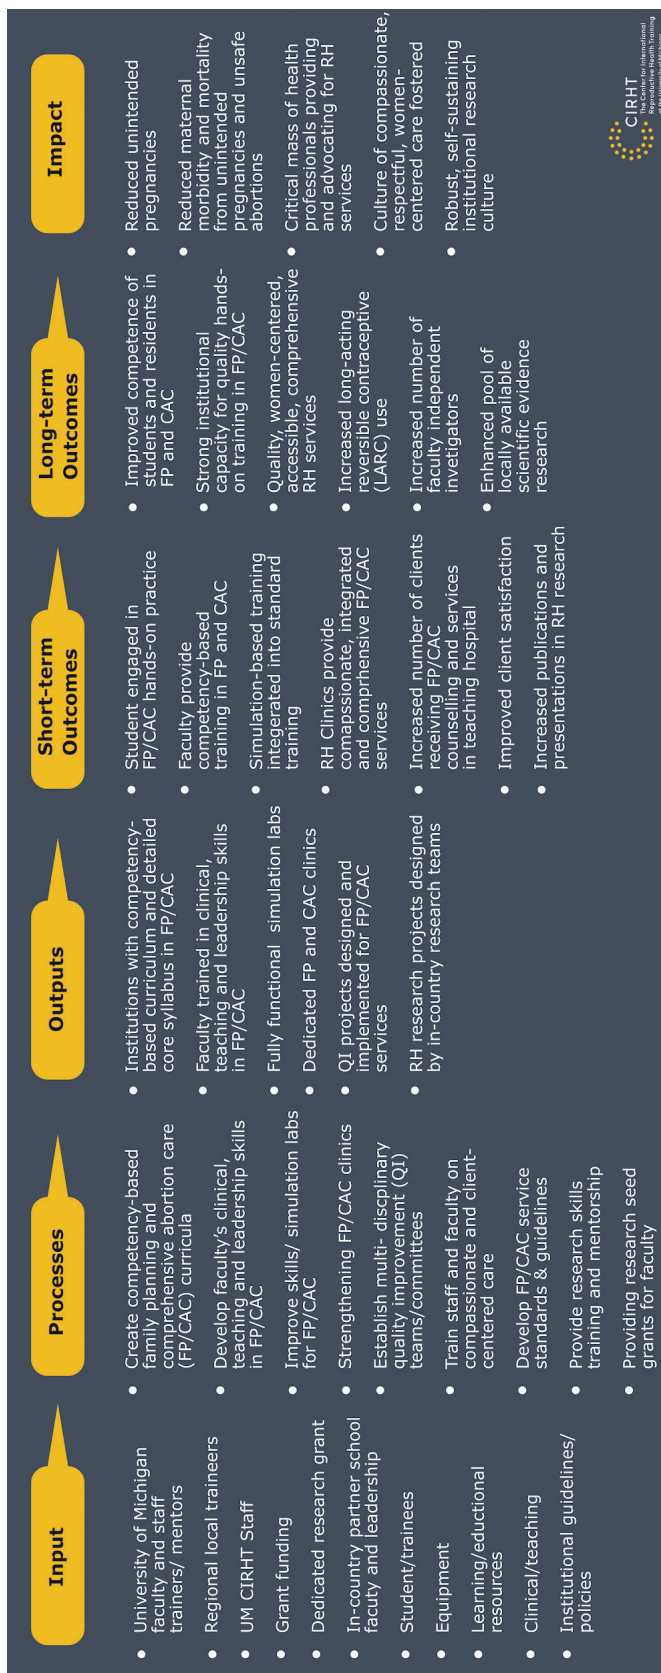 Input
University of Michigan
faculty and staff
trainers/ mentors
Regional local traineers
UM CIRHT Staff
Grant funding
Dedicated research grant
In-country partner school
facuty and leadership
Student/trainees
Equipment
Learning/eductional
resources
Clinical/teaching
Institutional guidelines/
policies
Processes
Create competency-based
family planning and
comprehensive abortion care
(FP/CAC) curricula
Develop faculty's clinical,
teaching and leadership skills
in FP/CAC
Improve skills/ simulation labs
for FP/CAC
Strengthening FP/CAC clinics
Establish multi- discplinary
quality improvement (QI)
teams/committees
Train staff and faculty on
compassionate and client-
centered care
Develop FP/CAC service
standards & guidelines
Provide research skills
training and mentorship
Providing research seed
grants for faculty
Outputs
Institutions with competency-
based curriculum and detailed
core syllabus in FP/CAC
Faculty trained in clinical,
teaching and leadership skills
in FP/CAC
Fully functional simulation labs
Dedicated FP and CAC clinics
QI projects designed and
implemented for FP/CAC
services
RH research projects designed
by in-country research teams
Short-term
Outcomes
Student engaged in
FP/CAC hands-on practice
Faculty provide
competency-based
training in FP and CAC
Simulation-based training
integerated into standard
training
RH Clinics provide
comapssionate, integrated
and comprhensive FP/CAC
services
Increased number of clients
receiving FP/CAC
counselling and services
in teaching hospital
Improved client satisfaction
Increased publications and
presentations in RH research
Long-term
Outcomes
Improved competence of
students and residents in
FP and CAC
Strong institutional
capacity for quality hands-
on training in FP/CAC
Quality, women-centered,
accessible, comprehensive
RH services
Increased long-acting
reversible contraceptive
(LARC) use
Increased number of
faculty independent
invetigators
Enhanced pool of
locally available
scientific evidence
research
Impact
Reduced unintended
pregnancies
Reduced maternal
morbidity and mortality
from unintended
pregnancies and unsafe
abortions
Critical mass of health
professionals providing
and advocating for RH
services
Culture of compassionate,
respectful, women-
centered care fostered
Robust, self-sustaining
institutional research
culture
CIRHT
The Center for International
Reproductive Health Training
at the University of Michigan